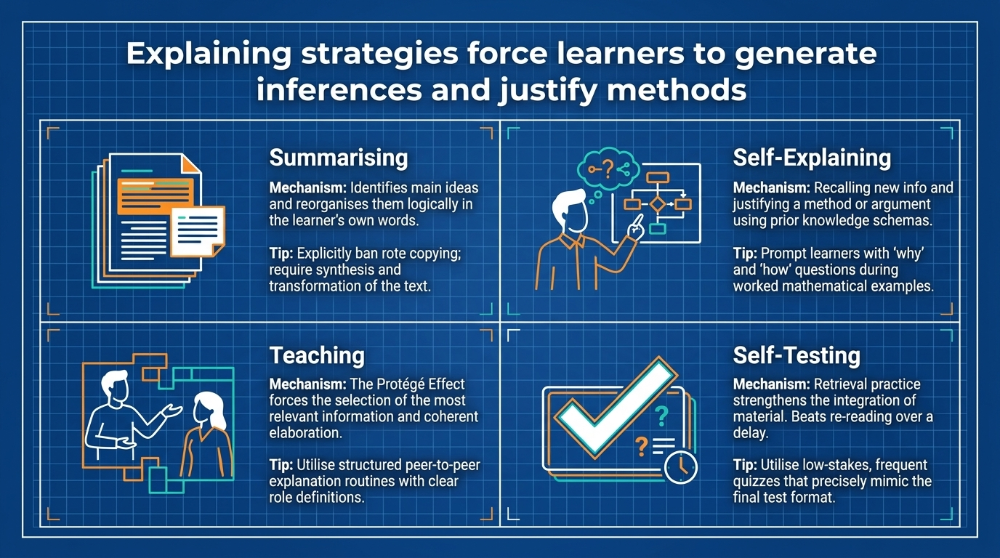 Explaining strategies force learners to generate
inferences and justify methods
Summarising
Mechanism: Identifies main ideas
and reorganises them logically in
the learner's own words.
Tip: Explicitly ban rote copying;
require synthesis and
transformation of the text.
Self-Explaining
Mechanism: Recalling new info and
justifying a method or argument
using prior knowledge schemas.
Tip: Prompt learners with ‘why’
and ‘how’ questions during
worked mathematical examples.
Teaching
Mechanism: The Protégé Effect
forces the selection of the most
relevant information and coherent
elaboration.
Tip: Utilise structured peer-to-peer
explanation routines with clear
role definitions.
Self-Testing
Mechanism: Retrieval practice
strengthens the integration of
material. Beats re-reading over a
delay.
Tip: Utilise low-stakes, frequent
quizzes that precisely mimic the
final test format.